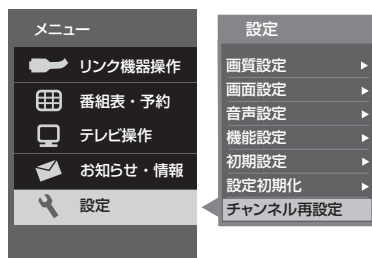 メニュー
リンク機器操作
番組表・予約
テレビ操作
お知らせ・情報
設定
設定
画質設定
画面設定
音声設定
機能設定
初期設定
設定初期化
チャンネル再設定